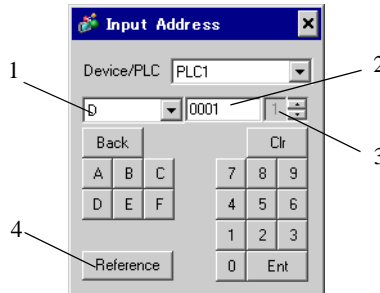 Input Address
Device/PLC PLC1
1 2
D 0001 1
Back Clr
3
A B C 7 8 9
D E F 4 5 6
4 1 2 3
Reference 0 Ent